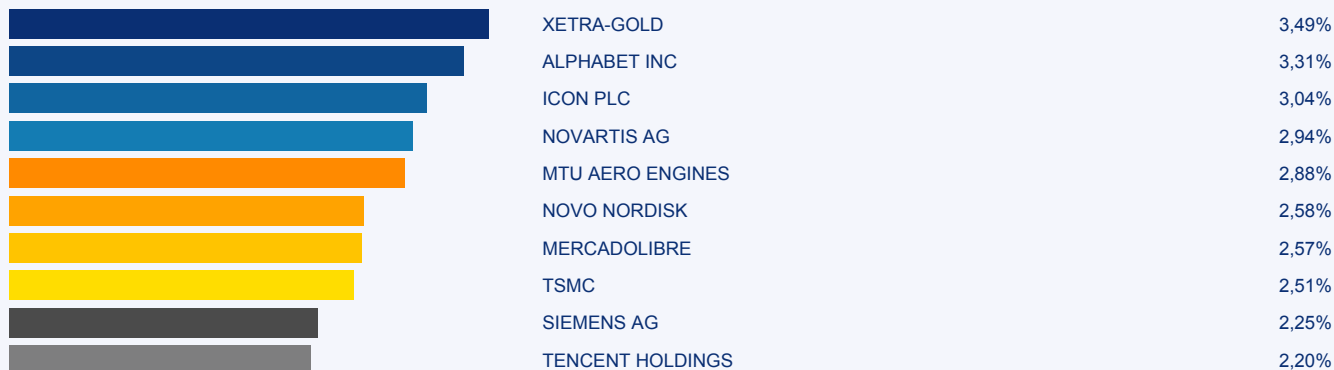 XETRA-GOLD 3,49%
ALPHABET INC 3,31%
ICON PLC 3,04%
NOVARTIS AG 2,94%
MTU AERO ENGINES 2,88%
NOVO NORDISK 2,58%
MERCADOLIBRE 2,57%
TSMC 2,51%
SIEMENS AG 2,25%
TENCENT HOLDINGS 2,20%